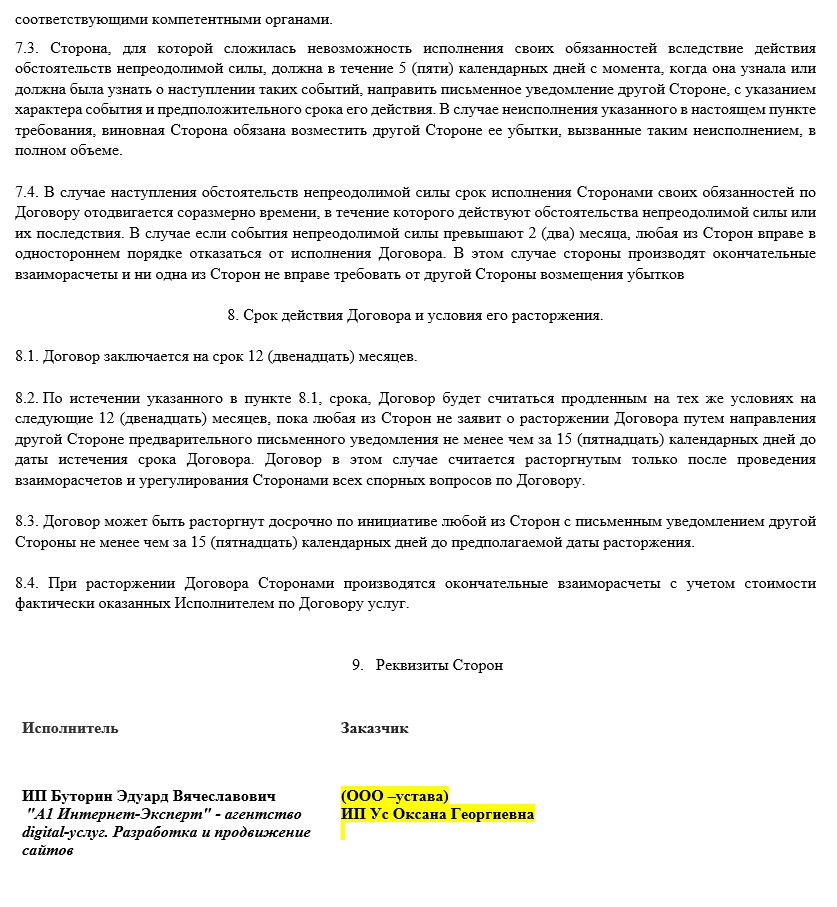 соответствующими компетентными органами.
7.3. Сторона, для которой сложилась невозможность исполнения своих обязанностей вследствие действия
обстоятельств непреодолимой силы, должна в течение 5 (пяти) календарных дней с момента, когда она узнала или
должна была узнать о наступлении таких событий, направить письменное уведомление другой Стороне, с указанием
характера события и предположительного срока его действия. В случае неисполнения указанного в настоящем пункте
требования, виновная Сторона обязана возместить другой Стороне ее убытки, вызванные таким неисполнением, в
полном объеме.
7.4. В случае наступления обстоятельств непреодолимой силы срок исполнения Сторонами своих обязанностей по
Договору отодвигается соразмерно времени, в течение которого действуют обстоятельства непреодолимой силы или
их последствия. В случае если события непреодолимой силы превышают 2 (два) месяца, любая из Сторон вправе в
одностороннем порядке отказаться от исполнения Договора. В этом случае стороны производят окончательные
взаиморасчеты и ни одна из Сторон не вправе требовать от другой Стороны возмещения убытков
8. Срок действия Договора и условия его расторжения.
8.1. Договор заключается на срок 12 (двенадцать) месяцев.
8.2. По истечении указанного в пункте 8.1, срока, Договор будет считаться продленным на тех же условиях на
следующие 12 (двенадцать) месяцев, пока любая из Сторон не заявит о расторжении Договора путем направления
другой Стороне предварительного письменного уведомления не менее чем за 15 (пятнадцать) календарных дней до
даты истечения срока Договора. Договор в этом случае считается расторгнутым только после проведения
взаиморасчетов и урегулирования Сторонами всех спорных вопросов по Договору.
8.3. Договор может быть расторгнут досрочно по инициативе любой из Сторон с письменным уведомлением другой
Стороны не менее чем за 15 (пятнадцать) календарных дней до предполагаемой даты расторжения.
8.4. При расторжении Договора Сторонами производятся окончательные взаиморасчеты с учетом стоимости
фактически оказанных Исполнителем по Договору услуг.
9. Реквизиты Сторон
Исполнитель
Заказчик
ИП Буторин Эдуард Вячеславович
"А1 Интернет-Эксперт" - агентство
digital-услуг. Разработка и продвижение
сайтов
(ООО –устава)
ИП Ус Оксана Георгиевна